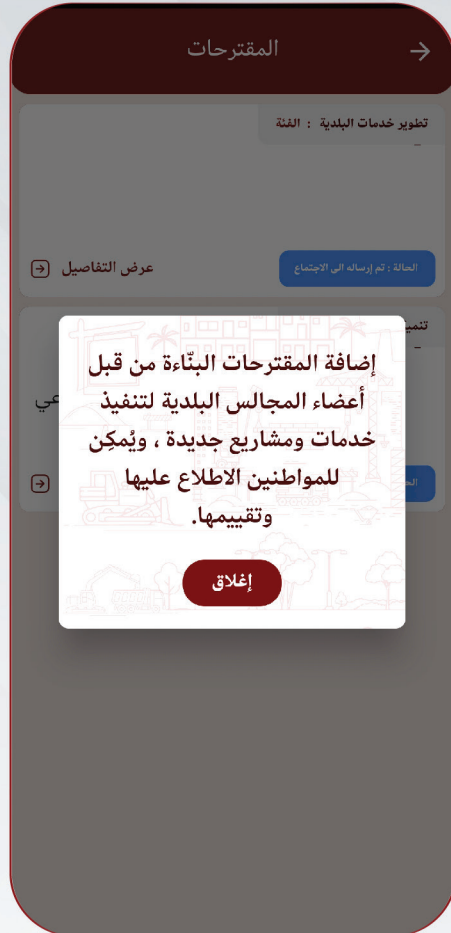 المقترحات
تطوير خدمات البلدية : الفئة
الحالة : تم إرساله الى الاجتماع
عرض التفاصيل
إضافة المقترحات البنّاءة من قبل
أعضاء المجالس البلدية لتنفيذ
خدمات ومشاريع جديدة ، ويُمكِن
للمواطنين الاطلاع عليها
وتقييمها.
إغلاق